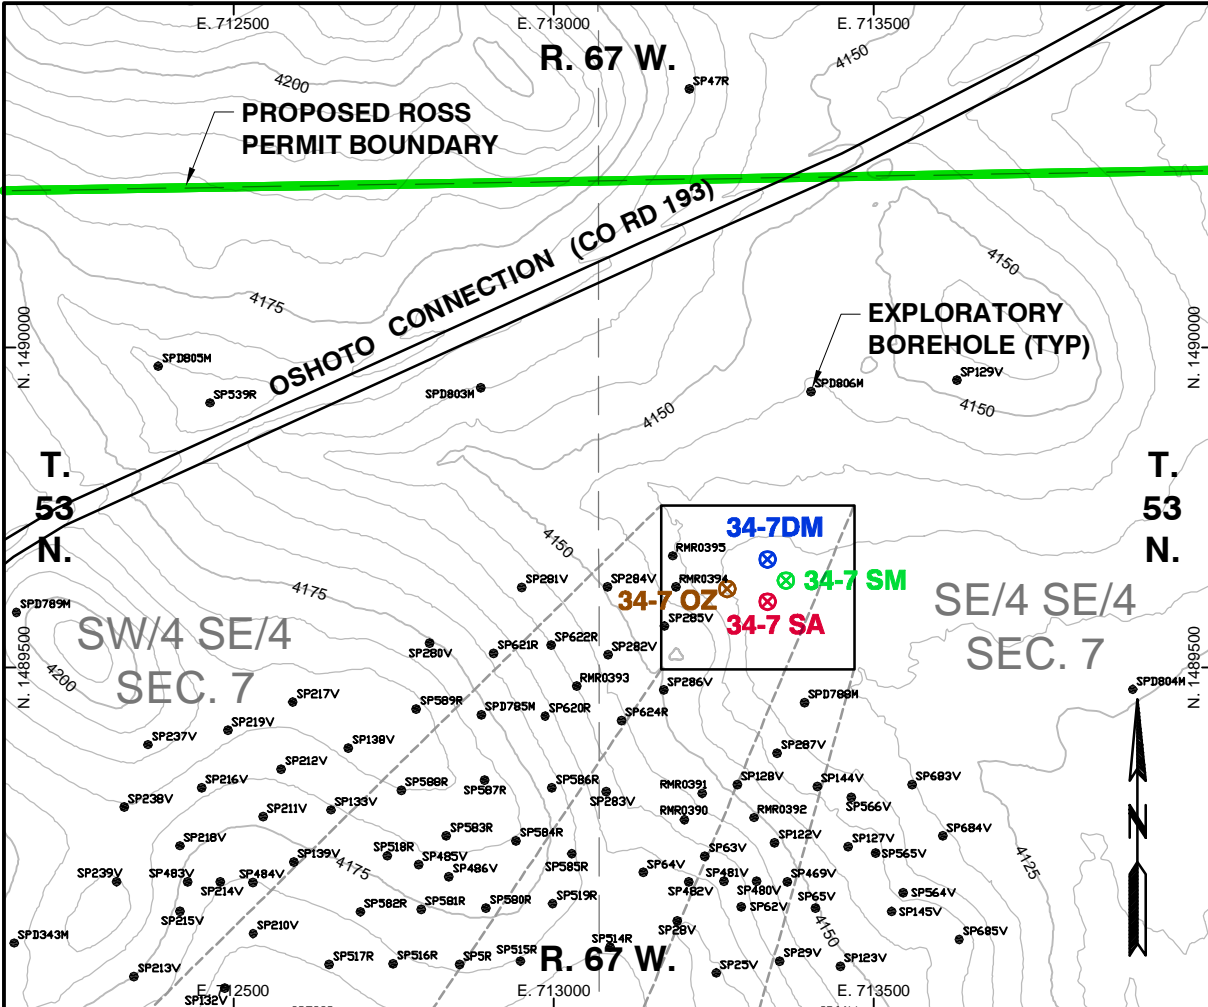 E. 712500
E. 713000
E. 713500
R. 67 W.
4150
4200
SP47R
PROPOSED ROSS
PERMIT BOUNDARY
OSHOTO CONNECTION (CO RD 193)
4150
4175
EXPLORATORY
BOREHOLE (TYP)
N. 1490000
N. 1490000
SPD805M
SP539R
SPD803M
SPD806M
SP129V
4150
4150
T.
53
N.
T.
53
N.
34-7DM
4150
RMR0395
SP281V
SP284V
RMR0394
34-7 SM
34-7 OZ
34-7 SA
4175
SPD789M
SP285V
SW/4 SE/4
SEC. 7
SE/4 SE/4
SEC. 7
SP280V
SP621R
SP622R
SP282V
N. 1489500
N. 1489500
4200
RMR0393
SP286V
SPD788M
SPD804M
SP217V
SP589R
SPD785M
SP620R
SP624R
SP219V
SP237V
SP138V
SP287V
SP212V
SP216V
SP588R
SP587R
SP586R
SP283V
RMR0391
SP128V
SP144V
SP566V
SP683V
SP238V
SP211V
SP133V
RMR0390
RMR0392
SP218V
SP583R
SP584R
SP122V
SP127V
SP684V
SP139V
SP518R
SP485V
SP585R
SP63V
SP565V
4175
4125
SP239V
SP483V
SP214V
SP484V
SP486V
SP64V
SP482V
SP481V
SP480V
SP469V
SP564V
SP215V
SP582R
SP581R
SP580R
SP519R
SP62V
SP65V
SP145V
SP210V
SP28V
4150
SP685V
SPD343M
SP514R
SP213V
SP517R
SP516R
SP5R
SP515R
R. 67 W.
SP25V
SP29V
SP123V
N
SP132V
E. 712500
E. 713000
E. 713500